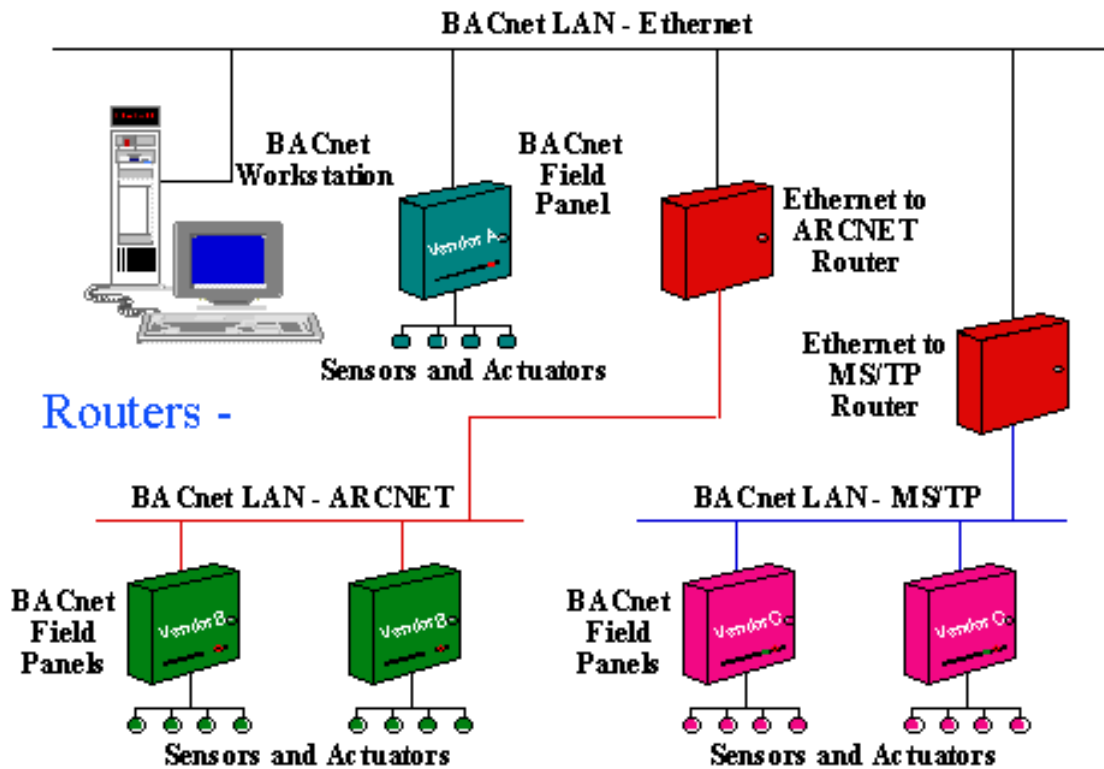 BACnet LAN - Ethernet
BACnet
Workstation
BACnet
Field
Panel
Vendor A
Ethernet to
ARCNET
Router
Sensors and Actuators
Ethernet to
MS/TP
Router
Routers -
BACnet LAN - ARCNET
BACnet LAN- MS/TP
BACnet
Field
Panels
Vendor B
Vendor B
BACnet
Field
Panels
Vendor C
Vendor C
Sensors and Actuators
Sensors and Actuators